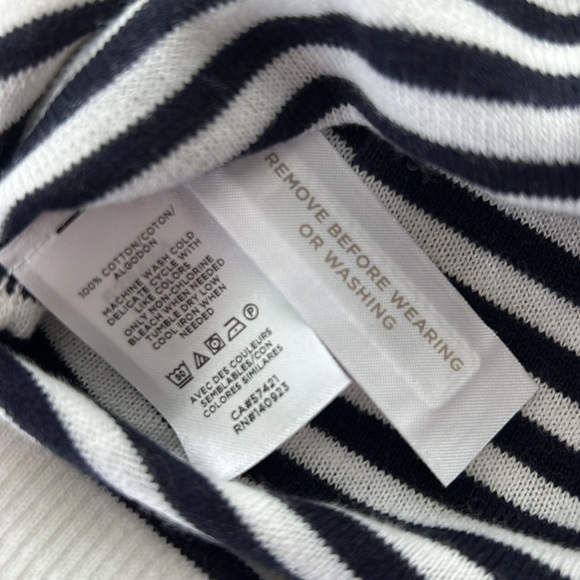 100% COTTON/COTON/
ALGODÓN
MACHINE WASH COLD
DELICATE CYCLE WITH
LIKE COLORS
ONLY NON-CHLORINE
BLEACH WHEN NEEDED
TUMBLE DRY LOW
COOL IRON WHEN
NEEDED
AVEC DES COULEURS
SEMBLABLES/CON
COLORES SIMILARES
CA#57421
RN#140923
REMOVE BEFORE WEARING
OR WASHING